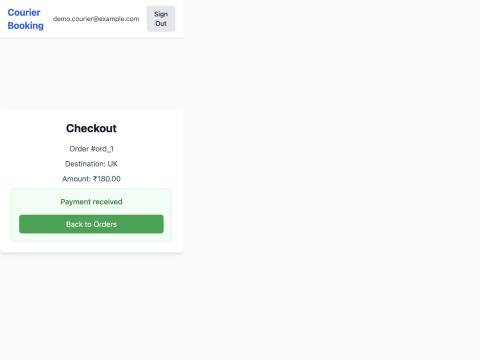 Courier
Booking
demo.courier@example.com
Sign
Out
Checkout
Order #ord_1
Destination: UK
Amount: ₹180.00
Payment received
Back to Orders